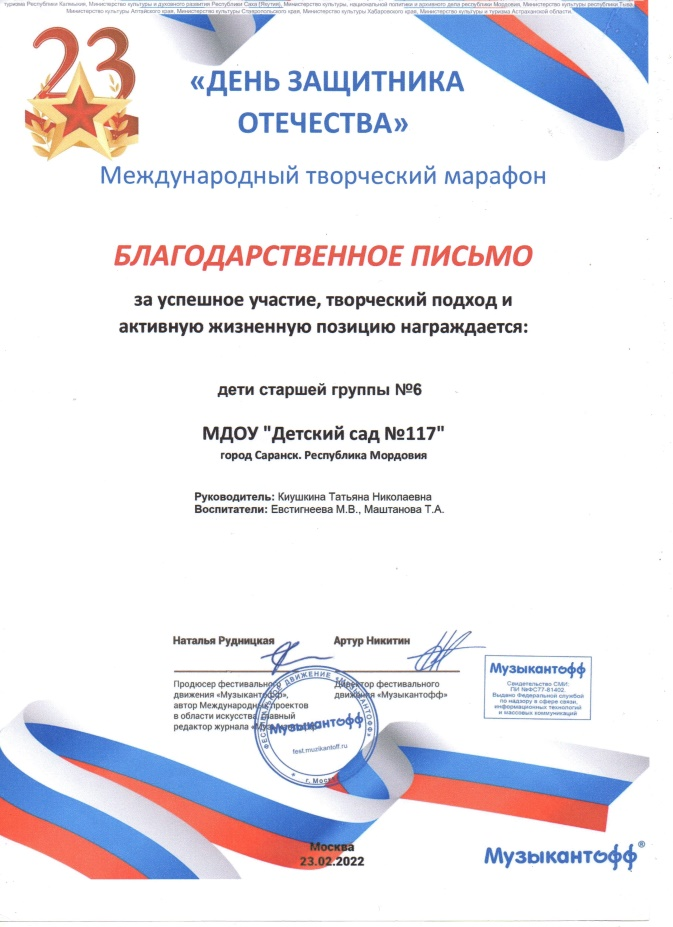 туризма Республики Калмыкия, Министерство культуры и духовного развития Республики Саха (Якутия), Министерство культуры, национальной политики и архивного дела республики Мордовия, Министерство культуры республики Тыва,
Министерство культуры Алтайского края, Министерство культуры Ставропольского края, Министерство культуры Хабаровского края, Министерство культуры и туризма Астраханской области.
23
«ДЕНЬ ЗАЩИТНИКА
ОТЕЧЕСТВА»
Международный творческий марафон
БЛАГОДАРСТВЕННОЕ ПИСЬМО
за успешное участие, творческий подход и
активную жизненную позицию награждается:
дети старшей группы №6
МДОУ "Детский сад №117"
город Саранск. Республика Мордовия
Руководитель: Киушкина Татьяна Николаевна
Воспитатели: Евстигнеева М.В., Маштанова Т.А.
Наталья Рудницкая
Продюсер фестивального
движения «Музыкантофф»,
автор Международных проектов
в области искусства, главный
редактор журнала
Артур Никитин
Директор фестивального
движения «Музыкантофф»
ФЕСТИВАЛЬНОЕ ДВИЖЕНИЕ «МУЗЫКАНТОФФ»
Музыкантофф
fest.muzikantoff.ru
г. Москва
Музыкантофф
Свидетельство СМИ:
ПИ №ФС77-81402.
Выдано Федеральной службой
по надзору в сфере связи,
информационных технологий
и массовых коммуникаций
Москва
23.02.2022
Музыкантофф®